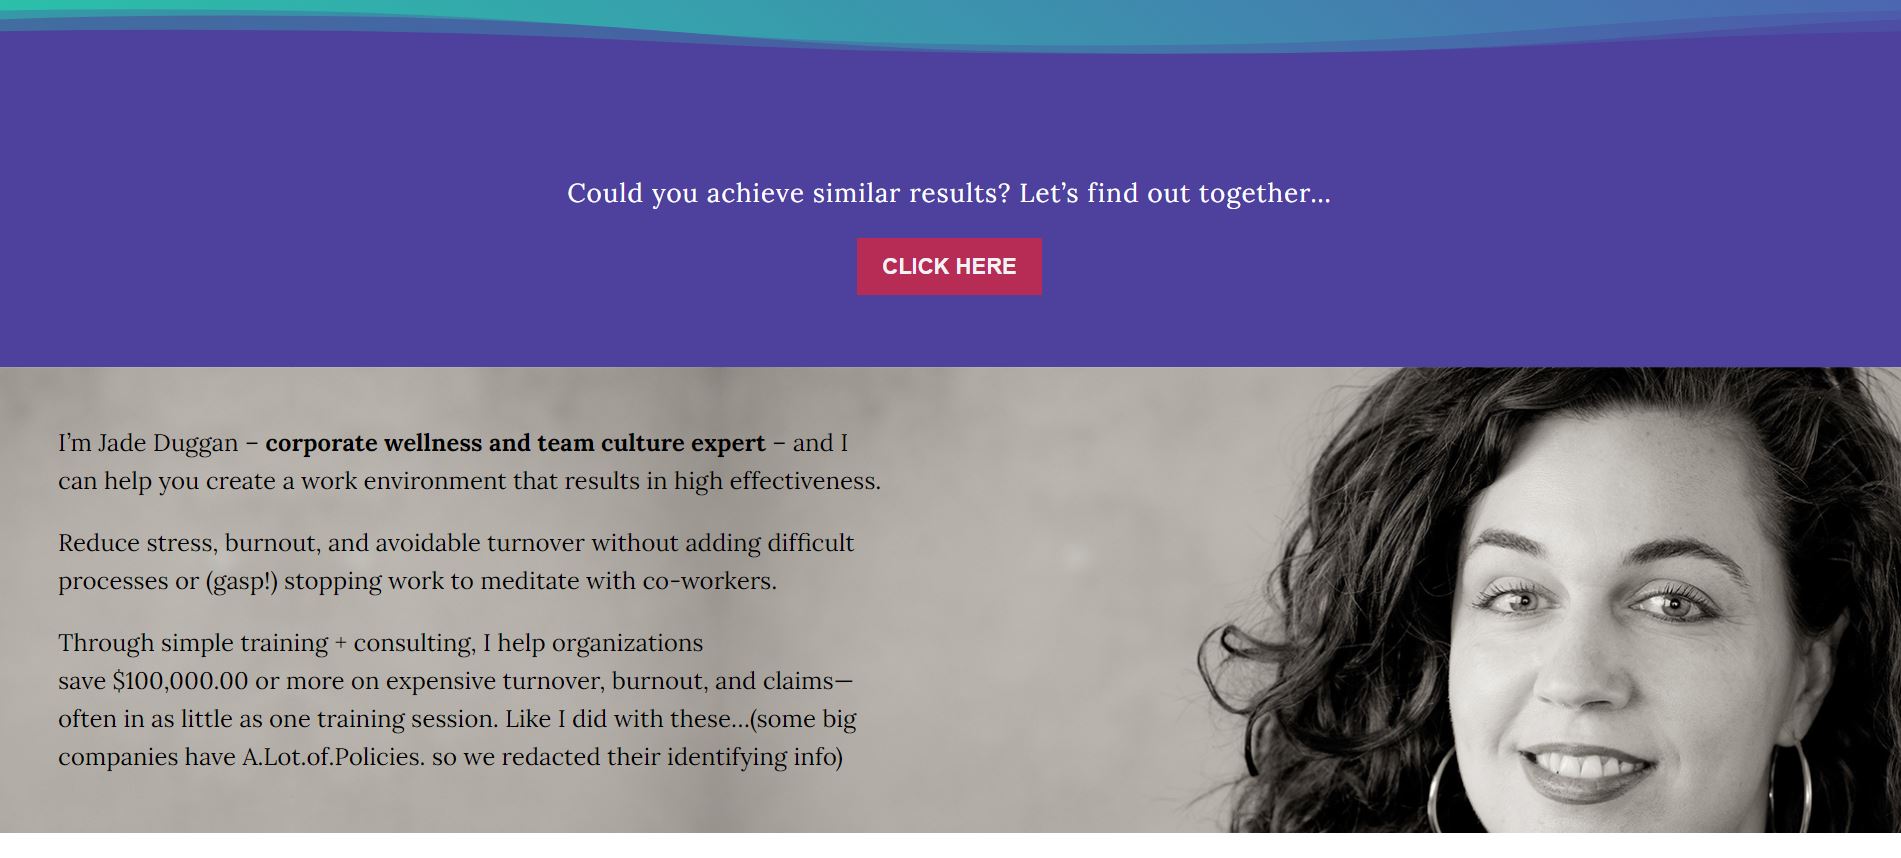 Could you achieve similar results? Let’s find out together…
CLICK HERE
I’m Jade Duggan – corporate wellness and team culture expert – and I
can help you create a work environment that results in high effectiveness.
Reduce stress, burnout, and avoidable turnover without adding difficult
processes or (gasp!) stopping work to meditate with co-workers.
Through simple training + consulting, I help organizations
save $100,000.00 or more on expensive turnover, burnout, and claims—
often in as little as one training session. Like I did with these…(some big
companies have A.Lot.of.Policies. so we redacted their identifying info)